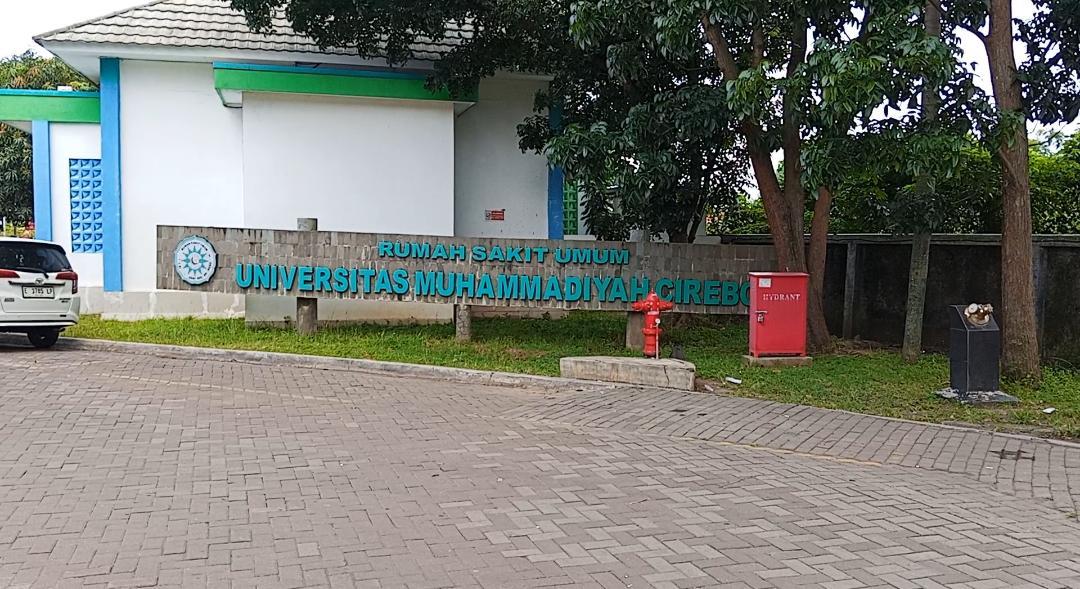 RUMAH SAKIT UMUM
UNIVERSITAS MUHAMMADIYAH CIREBO
HYDRANT